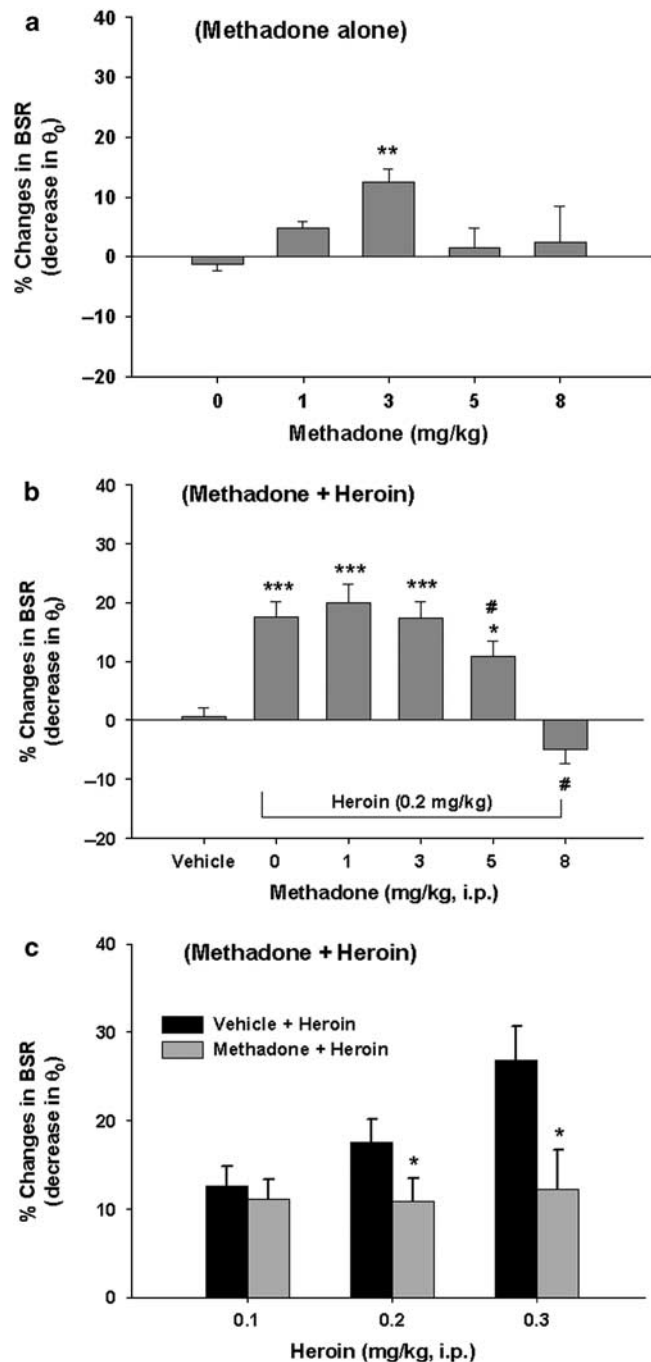 a
(Methadone alone)
% Changes in BSR
(decrease in θ0)
40
30
20
10
0
–10
–20
**
0 1 3 5 8
Methadone (mg/kg)
b
(Methadone + Heroin)
% Changes in BSR
(decrease in θ0)
40
30
20
10
0
–10
–20
*** *** *** # * #
Heroin (0.2 mg/kg)
Vehicle 0 1 3 5 8
Methadone (mg/kg, i.p.)
c
(Methadone + Heroin)
% Changes in BSR
(decrease in θ0)
40
30
20
10
0
Vehicle + Heroin
Methadone + Heroin
* *
0.1 0.2 0.3
Heroin (mg/kg, i.p.)